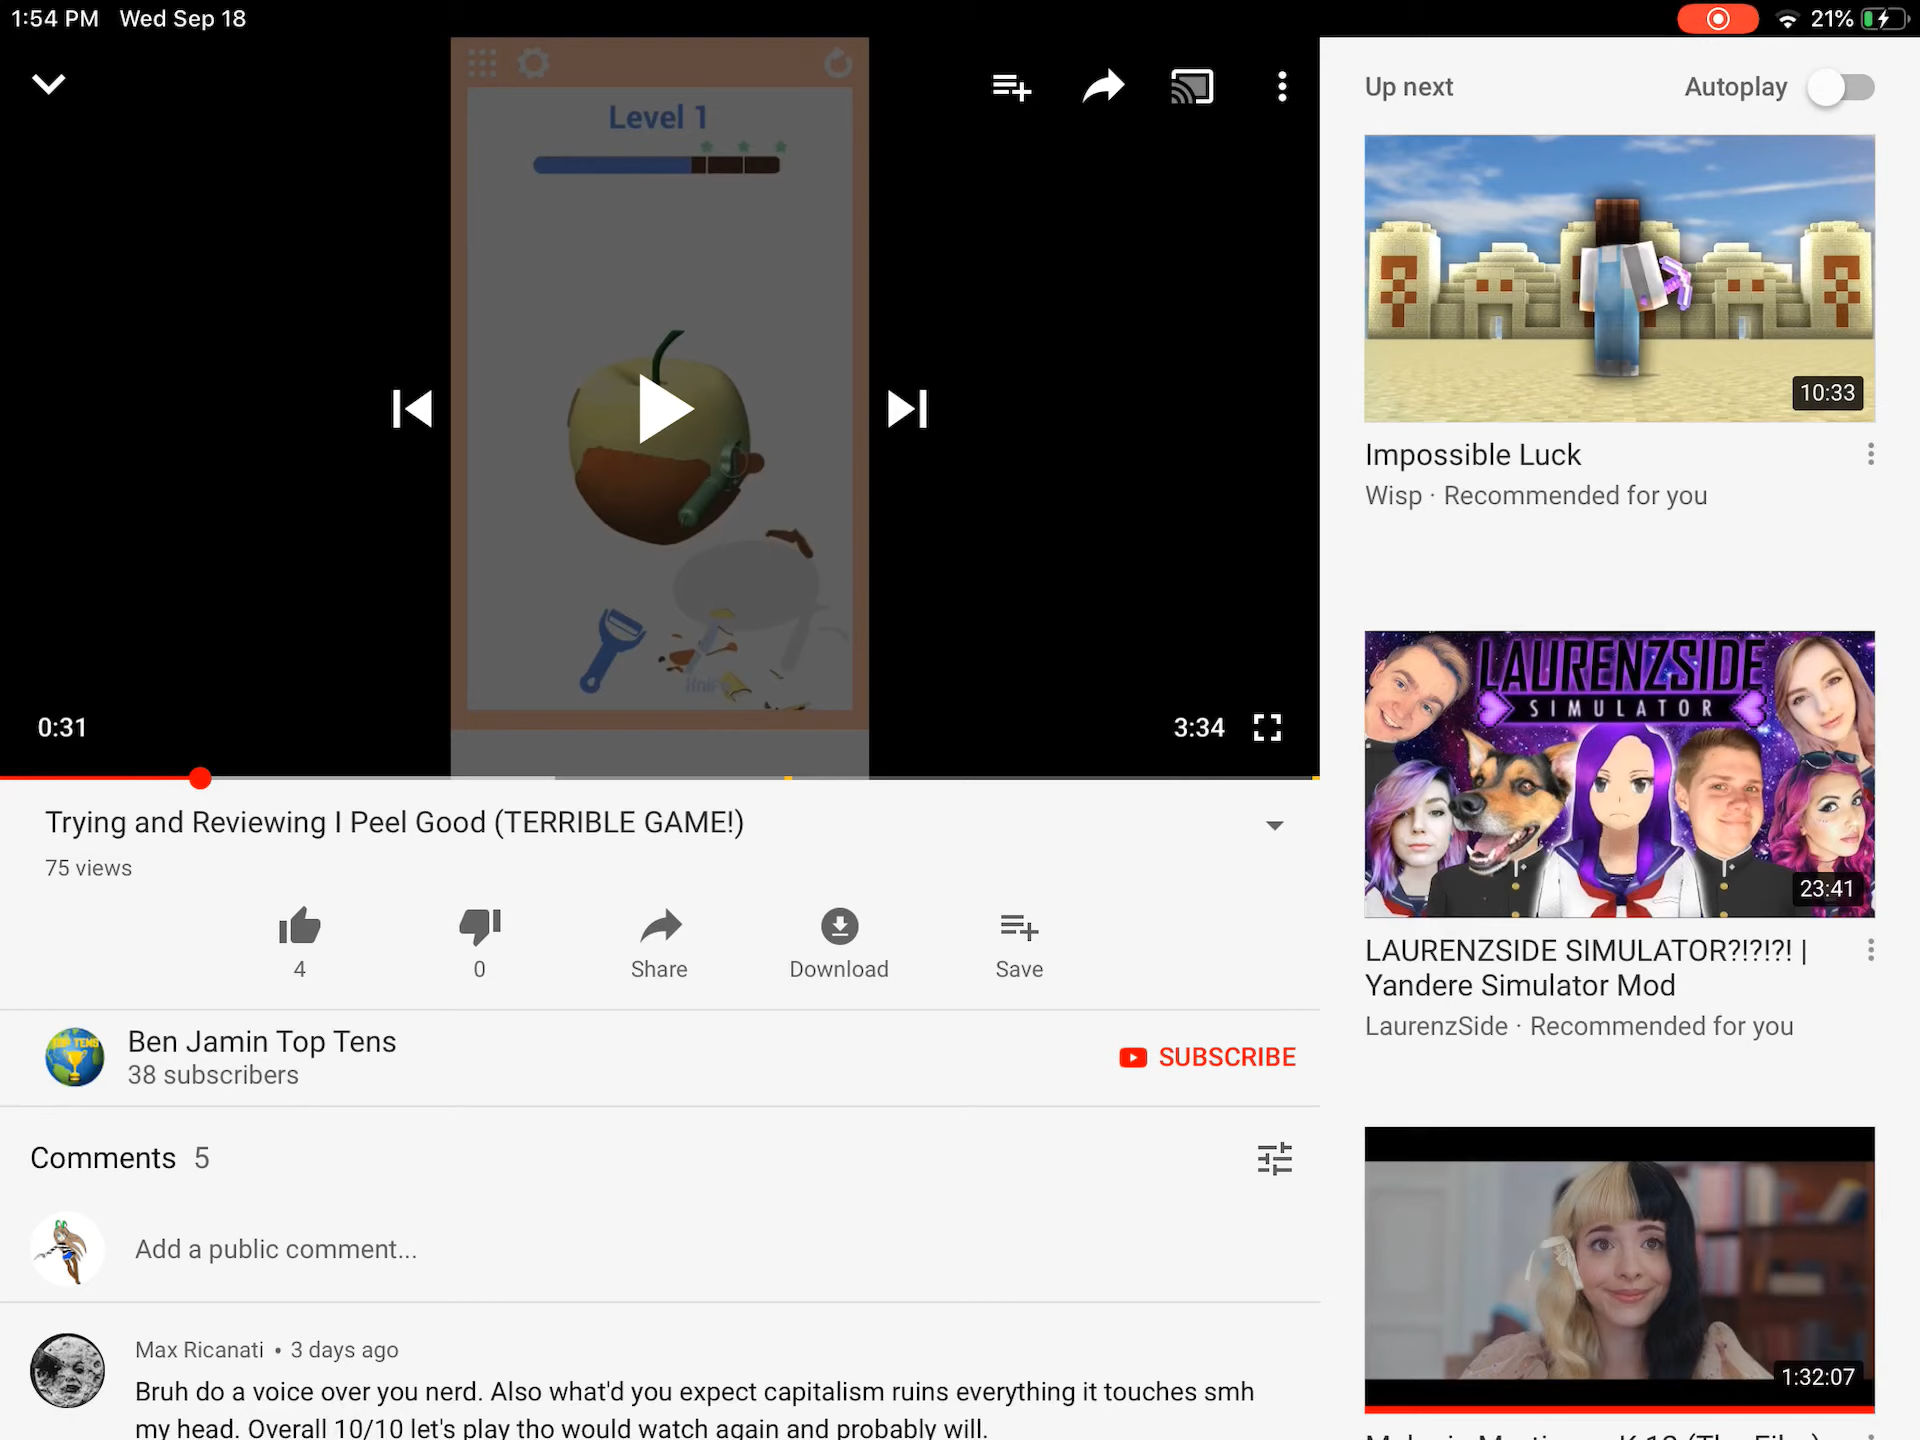 1:54 PM Wed Sep 18
21%
Level 1
0:31
3:34
Trying and Reviewing I Peel Good (TERRIBLE GAME!)
75 views
4
0
Share
Download
Save
TOP TENS
Ben Jamin Top Tens
38 subscribers
SUBSCRIBE
Comments 5
Add a public comment...
Max Ricanati • 3 days ago
Bruh do a voice over you nerd. Also what'd you expect capitalism ruins everything it touches smh
my head. Overall 10/10 let's play tho would watch again and probably will.
Up next
Autoplay
10:33
Impossible Luck
Wisp · Recommended for you
LAURENZSIDE
SIMULATOR
23:41
LAURENZSIDE SIMULATOR?!?!?! |
Yandere Simulator Mod
LaurenzSide · Recommended for you
1:32:07